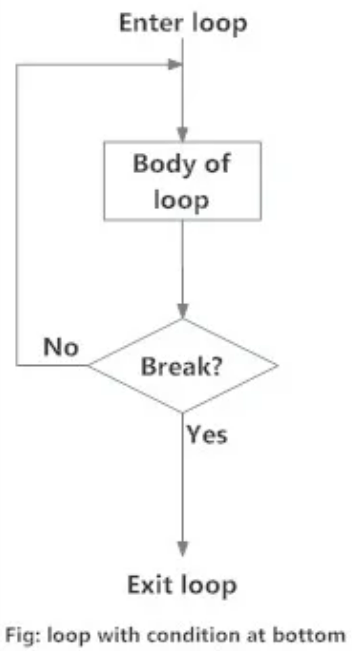 Enter loop
Body of
loop
No
Break?
Yes
Exit loop
Fig: loop with condition at bottom